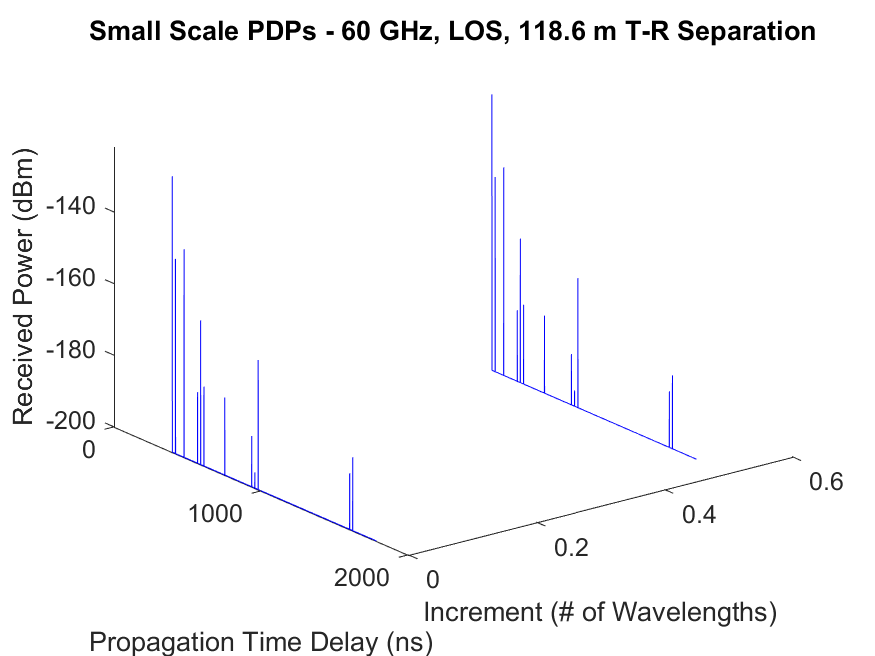 Small Scale PDPs - 60 GHz, LOS, 118.6 m T-R Separation
Received Power (dBm)
-140
-160
-180
-200
0
1000
2000
Propagation Time Delay (ns)
0
0.2
0.4
0.6
Increment (# of Wavelengths)